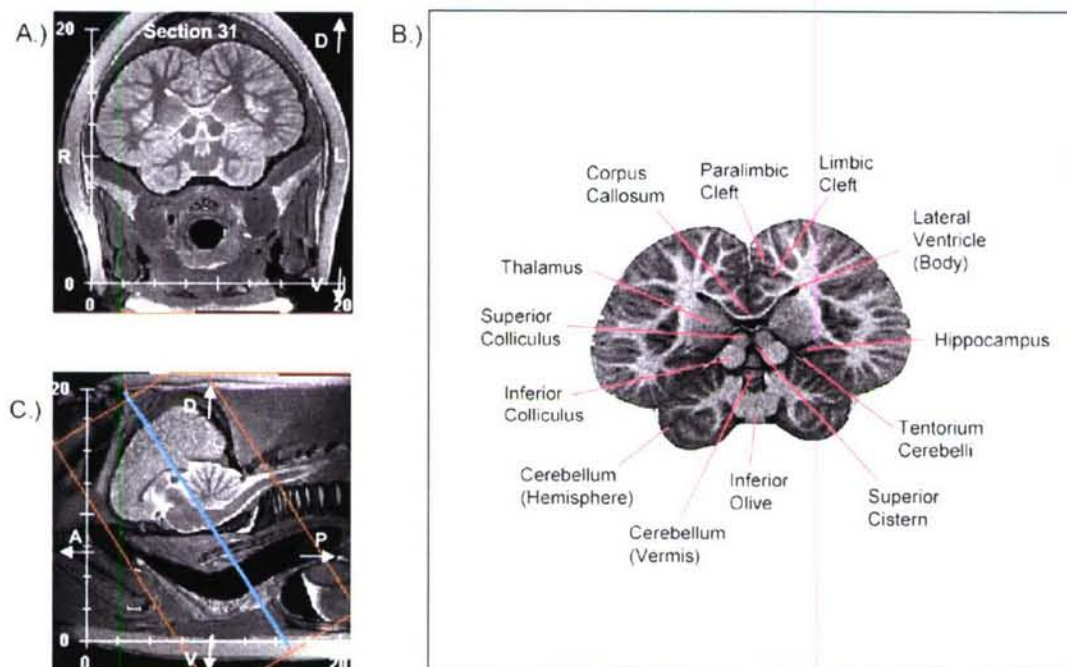 A.)
20
Section 31
D
R
L
0
V
0
20
B.)
Corpus
Callosum
Paralimbic
Cleft
Limbic
Cleft
Lateral
Ventricle
(Body)
Thalamus
Superior
Colliculus
Hippocampus
Inferior
Colliculus
Tentorium
Cerebelli
Cerebellum
(Hemisphere)
Inferior
Olive
Superior
Cistern
Cerebellum
(Vermis)
C.)
20
D
A
P
0
V
0
20